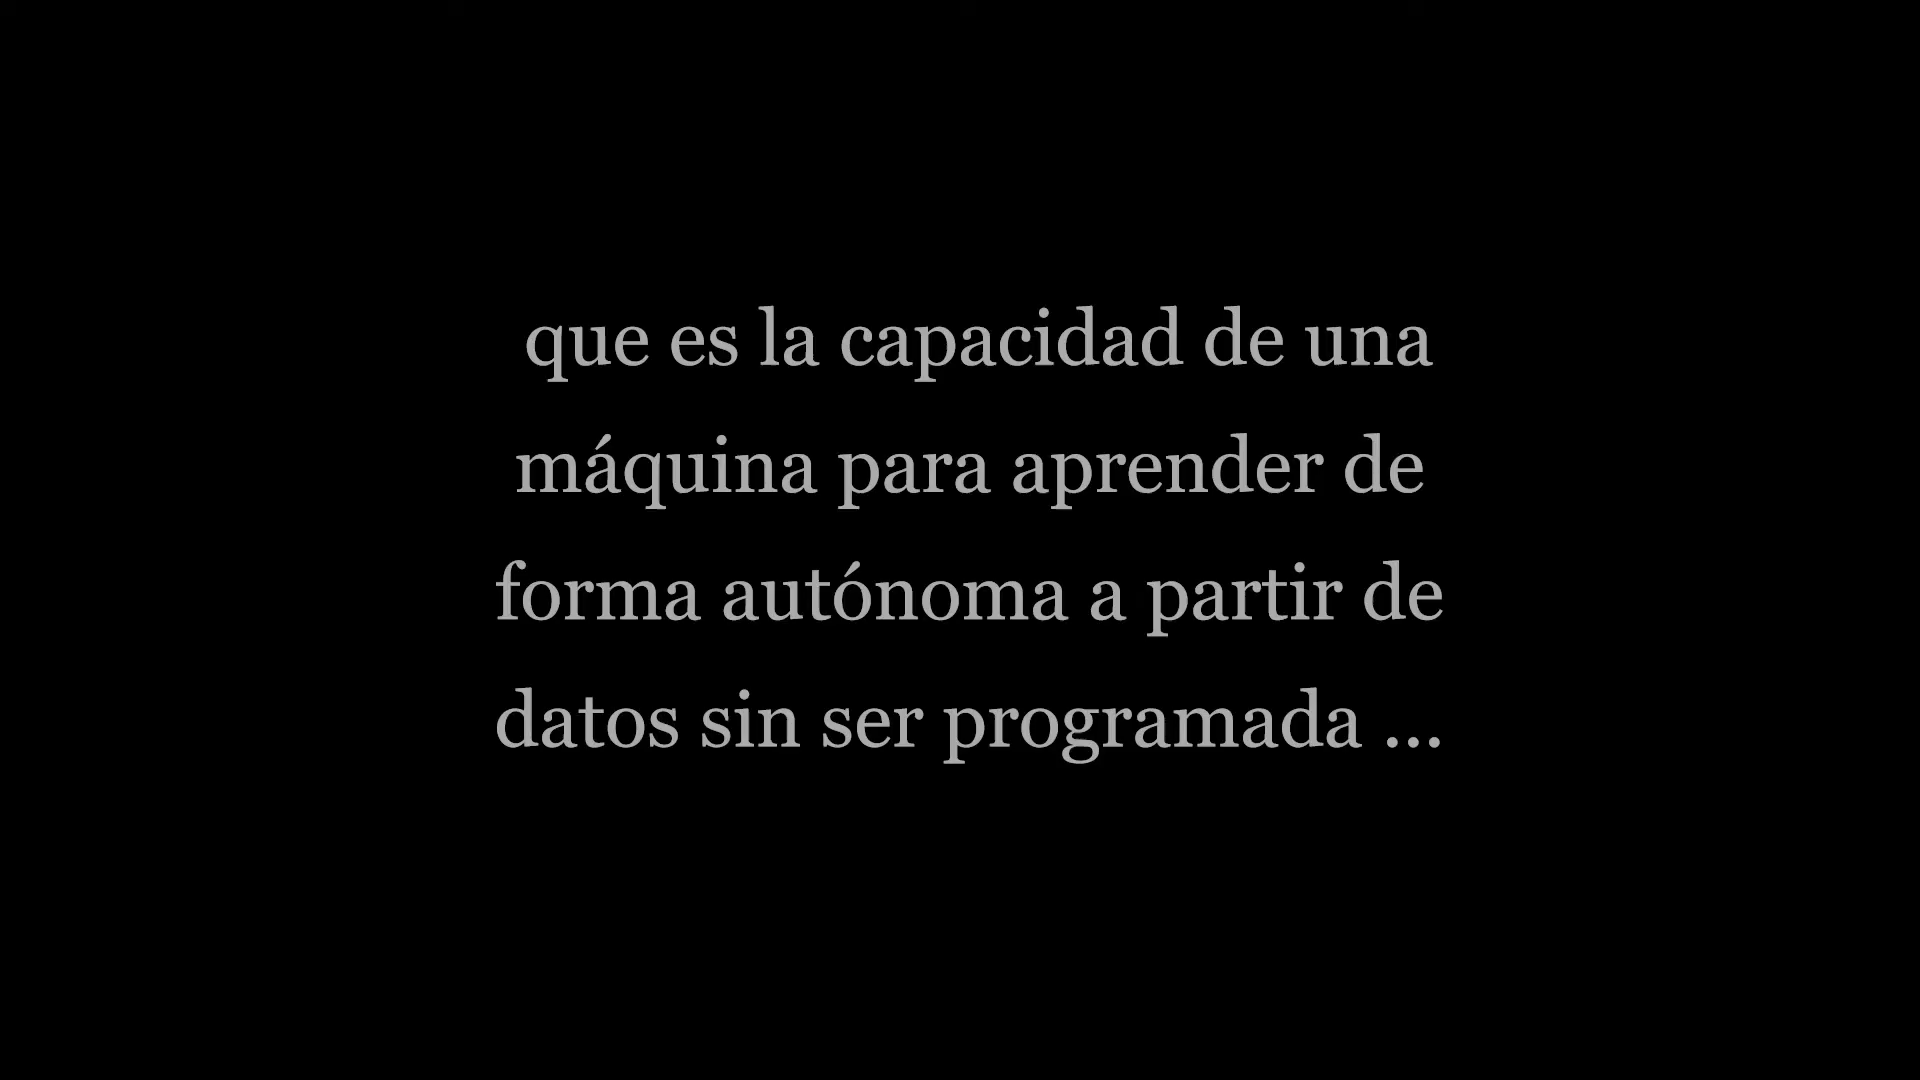 que es la capacidad de una
máquina para aprender de
forma autónoma a partir de
datos sin ser programada ...